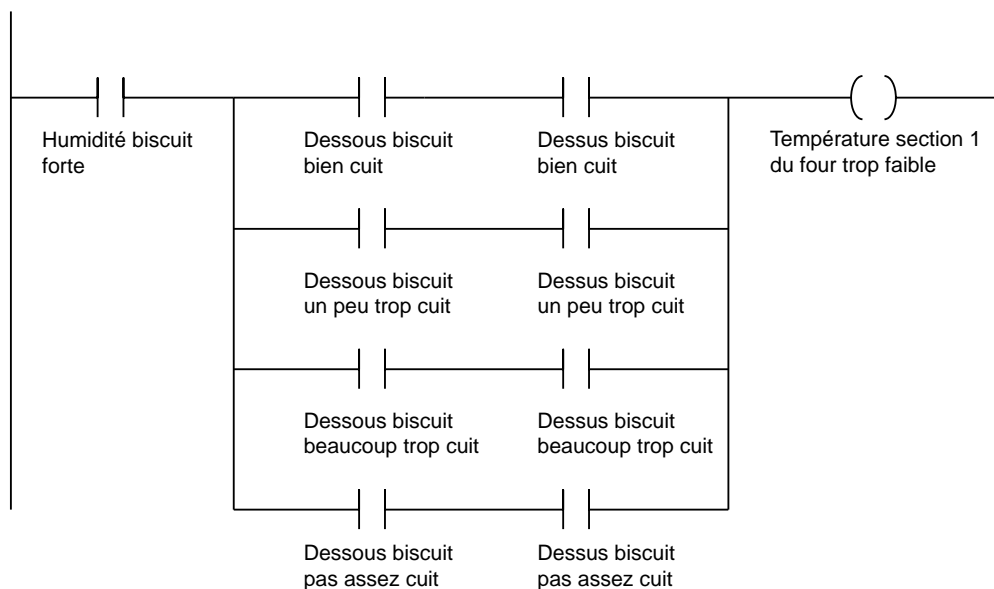 Humidité biscuit
forte
Dessous biscuit
bien cuit
Dessus biscuit
bien cuit
Température section 1
du four trop faible
Dessous biscuit
un peu trop cuit
Dessus biscuit
un peu trop cuit
Dessous biscuit
beaucoup trop cuit
Dessus biscuit
beaucoup trop cuit
Dessous biscuit
pas assez cuit
Dessus biscuit
pas assez cuit